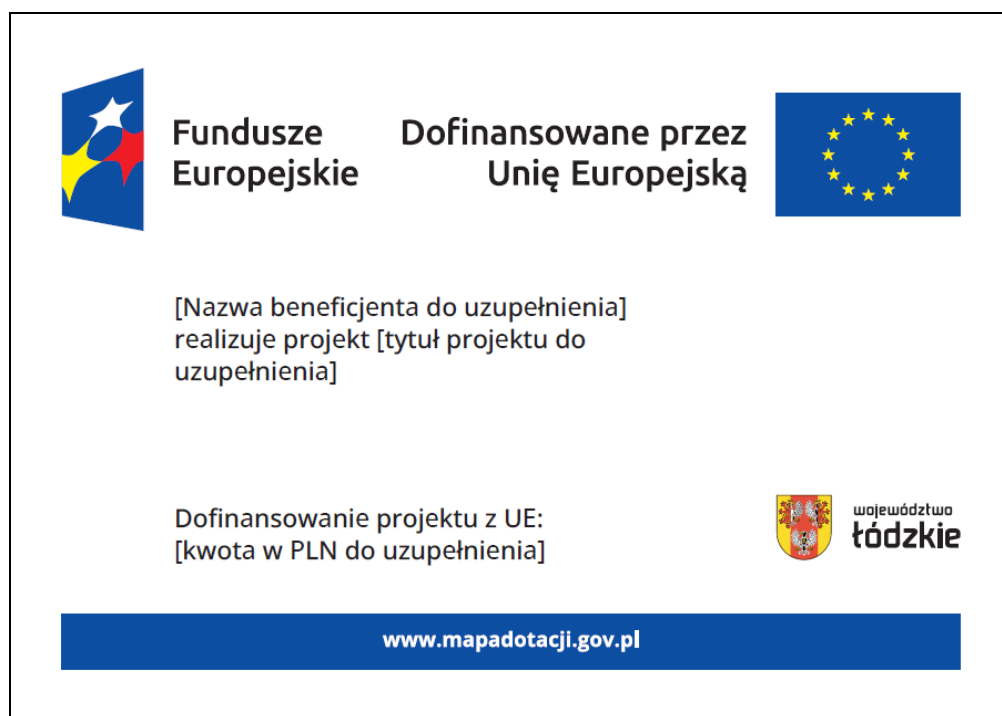 Fundusze
Europejskie
Dofinansowane przez
Unię Europejską
[Nazwa beneficjenta do uzupełnienia]
realizuje projekt [tytuł projektu do
uzupełnienia]
Dofinansowanie projektu z UE:
[kwota w PLN do uzupełnienia]
województwo
łódzkie
www.mapadotacji.gov.pl